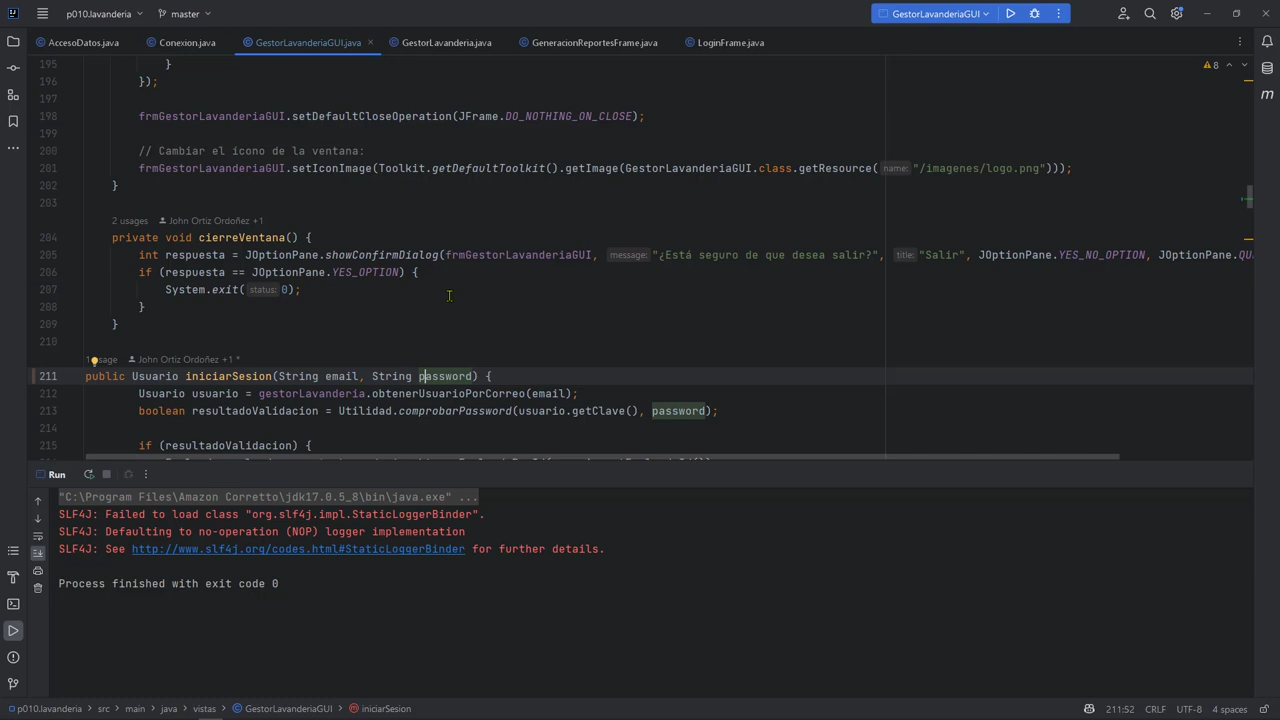 p010.lavanderia
master
GestorLavanderiaGUI
AccesoDatos.java
Conexion.java
GestorLavanderiaGUI.java
GestorLavanderia.java
GeneracionReportesFrame.java
LoginFrame.java
8
195 }
196 });
197
198 frmGestorLavanderiaGUI.setDefaultCloseOperation(JFrame.DO_NOTHING_ON_CLOSE);
199
200 // Cambiar el ícono de la ventana:
201 frmGestorLavanderiaGUI.setIconImage(Toolkit.getDefaultToolkit().getImage(GestorLavanderiaGUI.class.getResource( name: "/imagenes/logo.png")));
202 }
203
2 usages John Ortiz Ordoñez +1
204 private void cierreVentana() {
205 int respuesta = JOptionPane.showConfirmDialog(frmGestorLavanderiaGUI, message: "¿Está seguro de que desea salir?", title: "Salir", JOptionPane.YES_NO_OPTION, JOptionPane.QU
206 if (respuesta == JOptionPane.YES_OPTION) {
207 System.exit( status: 0);
208 }
209 }
210
1 usage John Ortiz Ordoñez +1 *
211 public Usuario iniciarSesion(String email, String password) {
212 Usuario usuario = gestorLavanderia.obtenerUsuarioPorCorreo(email);
213 boolean resultadoValidacion = Utilidad.comprobarPassword(usuario.getClave(), password);
214
215 if (resultadoValidacion) {
Run
"C:\Program Files\Amazon Corretto\jdk17.0.5_8\bin\java.exe" ...
SLF4J: Failed to load class "org.slf4j.impl.StaticLoggerBinder".
SLF4J: Defaulting to no-operation (NOP) logger implementation
SLF4J: See http://www.slf4j.org/codes.html#StaticLoggerBinder for further details.
Process finished with exit code 0
p010.lavanderia > src > main > java > vistas > GestorLavanderiaGUI > iniciarSesion
211:52 CRLF UTF-8 4 spaces